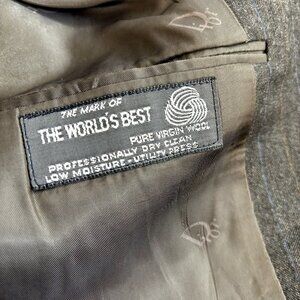 THE MARK OF
THE WORLD'S BEST
PURE VIRGIN WOOL
PROFESSIONALLY DRY CLEAN
LOW MOISTURE - UTILITY PRESS